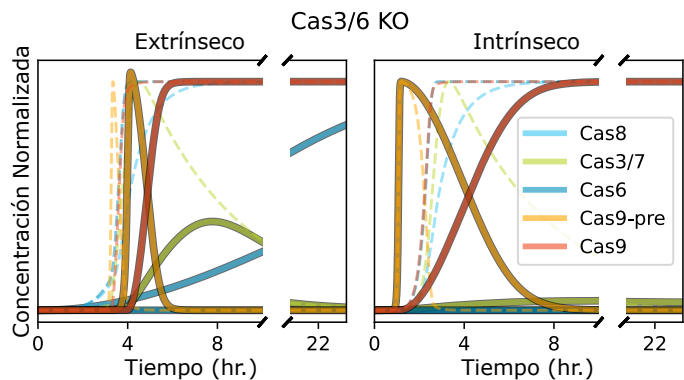 Cas3/6 KO
Extrínseco
Intrínseco
Concentración Normalizada
Cas8
Cas3/7
Cas6
Cas9-pre
Cas9
0 4 8 22
0 4 8 22
Tiempo (hr.)
Tiempo (hr.)